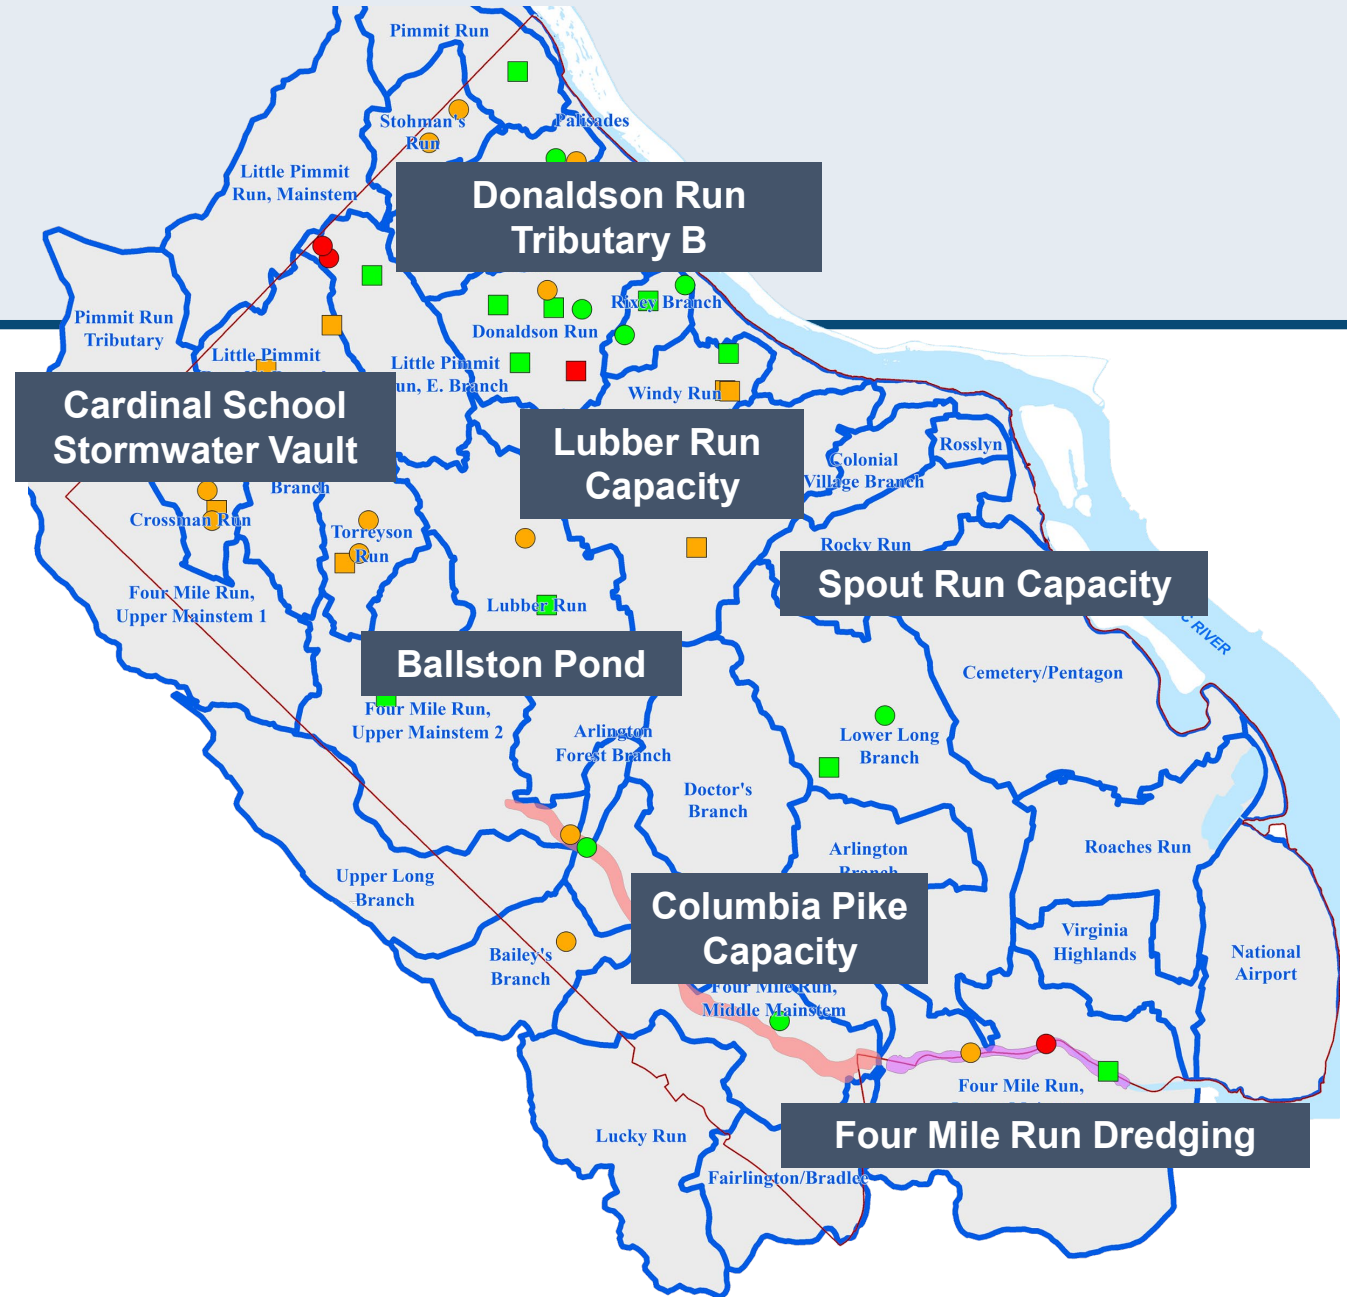 Pimmit Run
Stohman's
Run
Palisades
Little Pimmit
Run, Mainstem
Donaldson Run
Tributary B
Pimmit Run
Tributary
Rixey Branch
Donaldson Run
Little Pimmit
Little Pimmit
un, E. Branch
Windy Run
Cardinal School
Stormwater Vault
Branch
Lubber Run
Capacity
Rosslyn
Colonial
Village Branch
Crossman Run
Torreyson
Run
Rocky Run
Spout Run Capacity
Four Mile Run,
Upper Mainstem 1
Lubber Run
C RIVER
Ballston Pond
Cemetery/Pentagon
Four Mile Run,
Upper Mainstem 2
Arlington
Forest Branch
Lower Long
Branch
Doctor's
Branch
Arlington
Branch
Roaches Run
Upper Long
Branch
Columbia Pike
Capacity
Virginia
Highlands
Bailey's
Branch
National
Airport
Four Mile Run,
Middle Mainstem
Four Mile Run,
Four Mile Run Dredging
Lucky Run
Fairlington/Bradlee